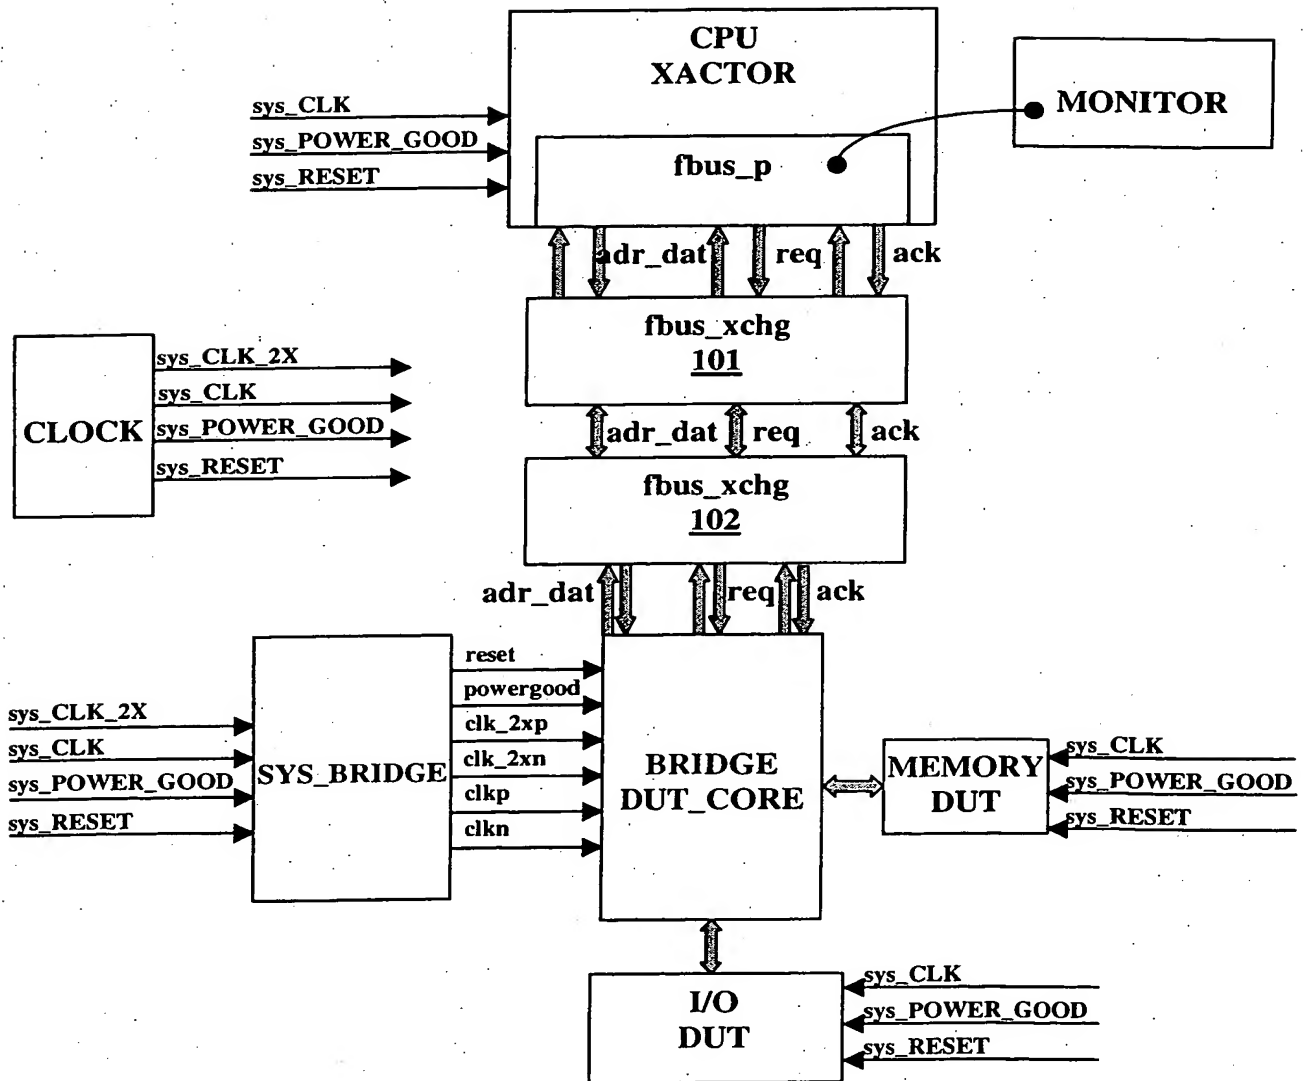 CPU
XACTOR
MONITOR
sys_CLK
sys_POWER_GOOD
sys_RESET
fbus_p
adr_dat req ack
fbus_xchg
101
CLOCK
sys_CLK_2X
sys_CLK
sys_POWER_GOOD
sys_RESET
adr_dat req ack
fbus_xchg
102
adr_dat req ack
sys_CLK_2X
sys_CLK
sys_POWER_GOOD
sys_RESET
SYS_BRIDGE
reset
powergood
clk_2xp
clk_2xn
clkp
clkn
BRIDGE
DUT_CORE
MEMORY
DUT
sys_CLK
sys_POWER_GOOD
sys_RESET
I/O
DUT
sys_CLK
sys_POWER_GOOD
sys_RESET